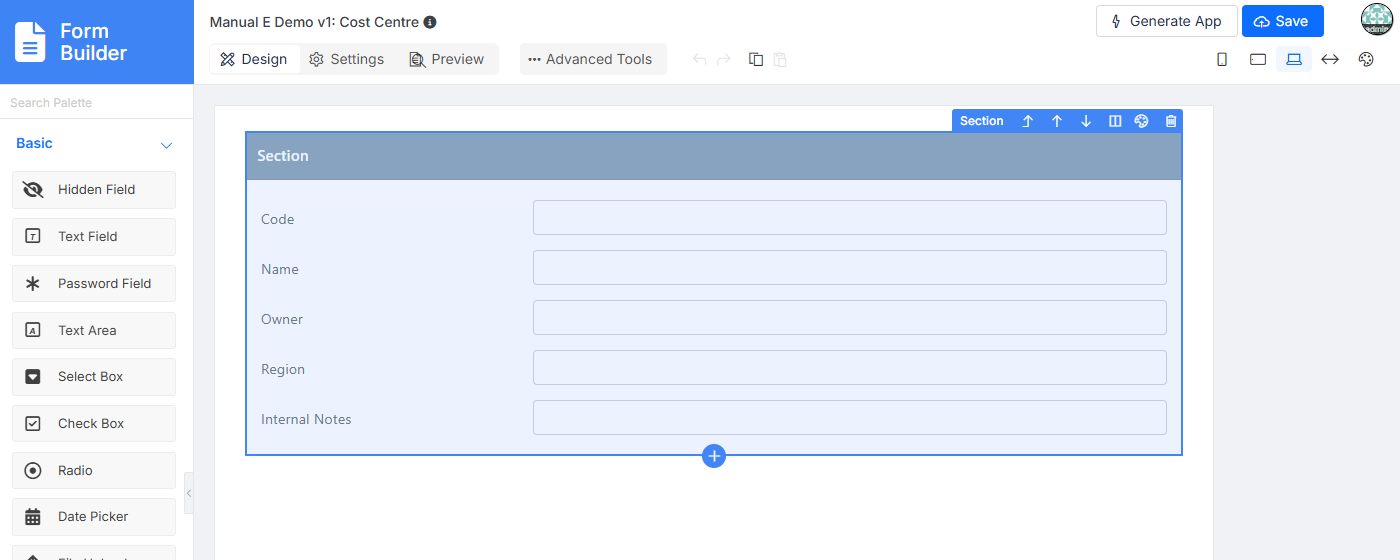 Form
Builder
Manual E Demo v1: Cost Centre
Generate App
Save
admin
Design
Settings
Preview
Advanced Tools
Search Palette
Basic
Hidden Field
Text Field
Password Field
Text Area
Select Box
Check Box
Radio
Date Picker
Section
Section
Code
Name
Owner
Region
Internal Notes